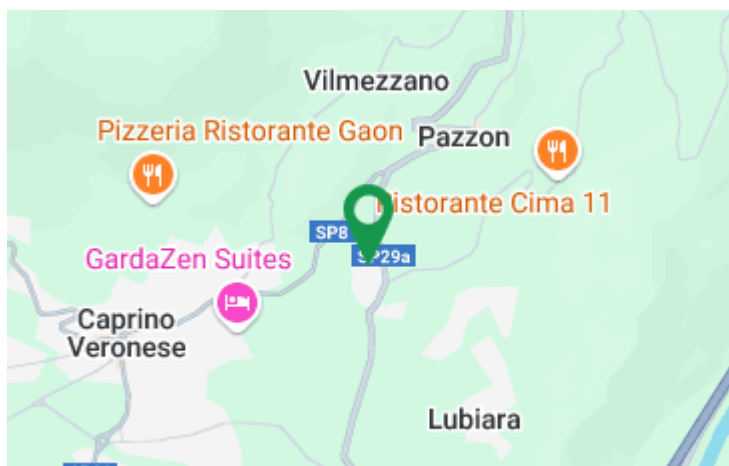 Vilmezzano
Pizzeria Ristorante Gaon
Pazzon
Ristorante Cima 11
SP8
SP29a
GardaZen Suites
Caprino
Veronese
Lubiara